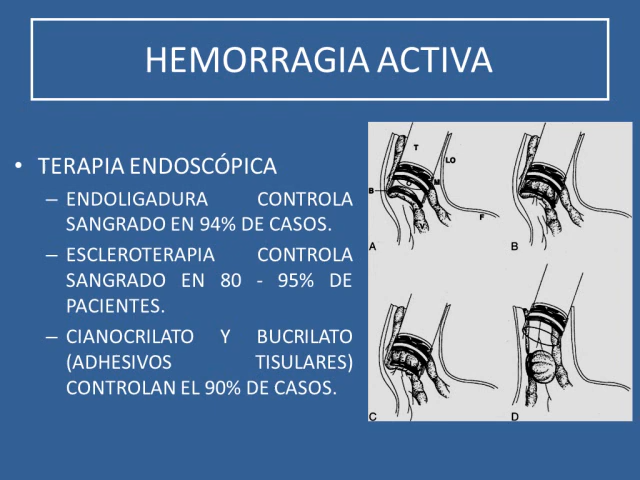 HEMORRAGIA ACTIVA
• TERAPIA ENDOSCÓPICA
– ENDOLIGADURA CONTROLA
SANGRADO EN 94% DE CASOS.
– ESCLEROTERAPIA CONTROLA
SANGRADO EN 80 - 95% DE
PACIENTES.
– CIANOCRILATO Y BUCRILATO
(ADHESIVOS TISULARES)
CONTROLAN EL 90% DE CASOS.
T
LO
M
O
B
F
A
B
C
D